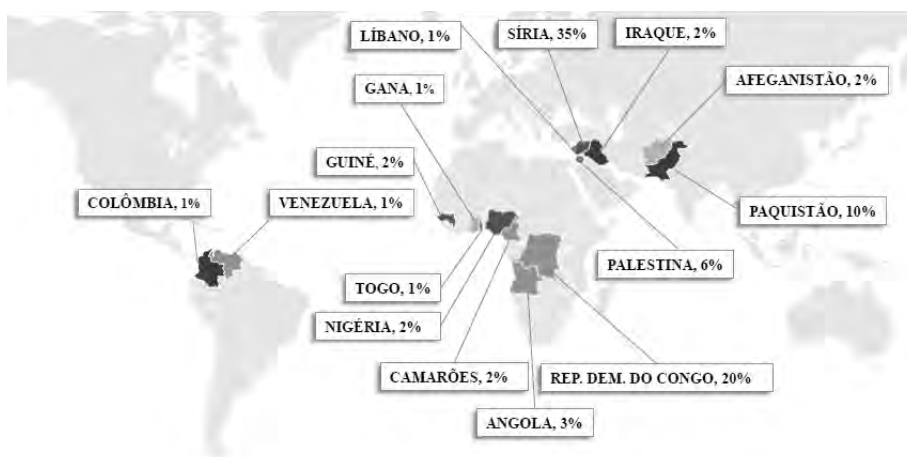 LÍBANO, 1%
SÍRIA, 35%
IRAQUE, 2%
AFEGANISTÃO, 2%
GANA, 1%
GUINÉ, 2%
COLÔMBIA, 1%
VENEZUELA, 1%
PAQUISTÃO, 10%
PALESTINA, 6%
TOGO, 1%
NIGÉRIA, 2%
CAMARÕES, 2%
REP. DEM. DO CONGO, 20%
ANGOLA, 3%